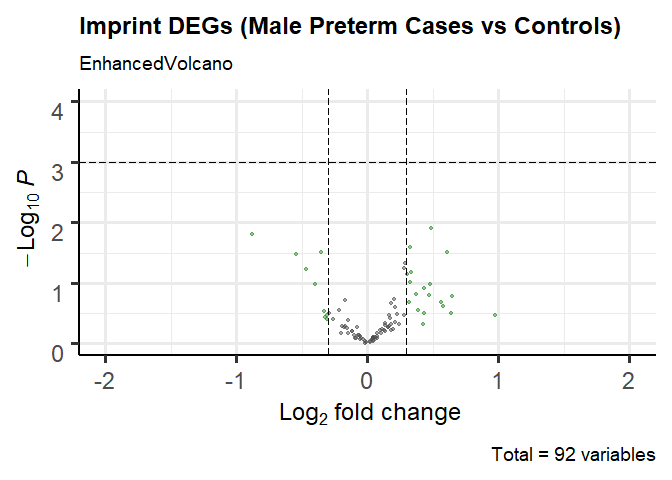 Imprint DEGs (Male Preterm Cases vs Controls)
EnhancedVolcano
−Log10 P
4
3
2
1
0
-2 -1 0 1 2
Log2 fold change
Total = 92 variables